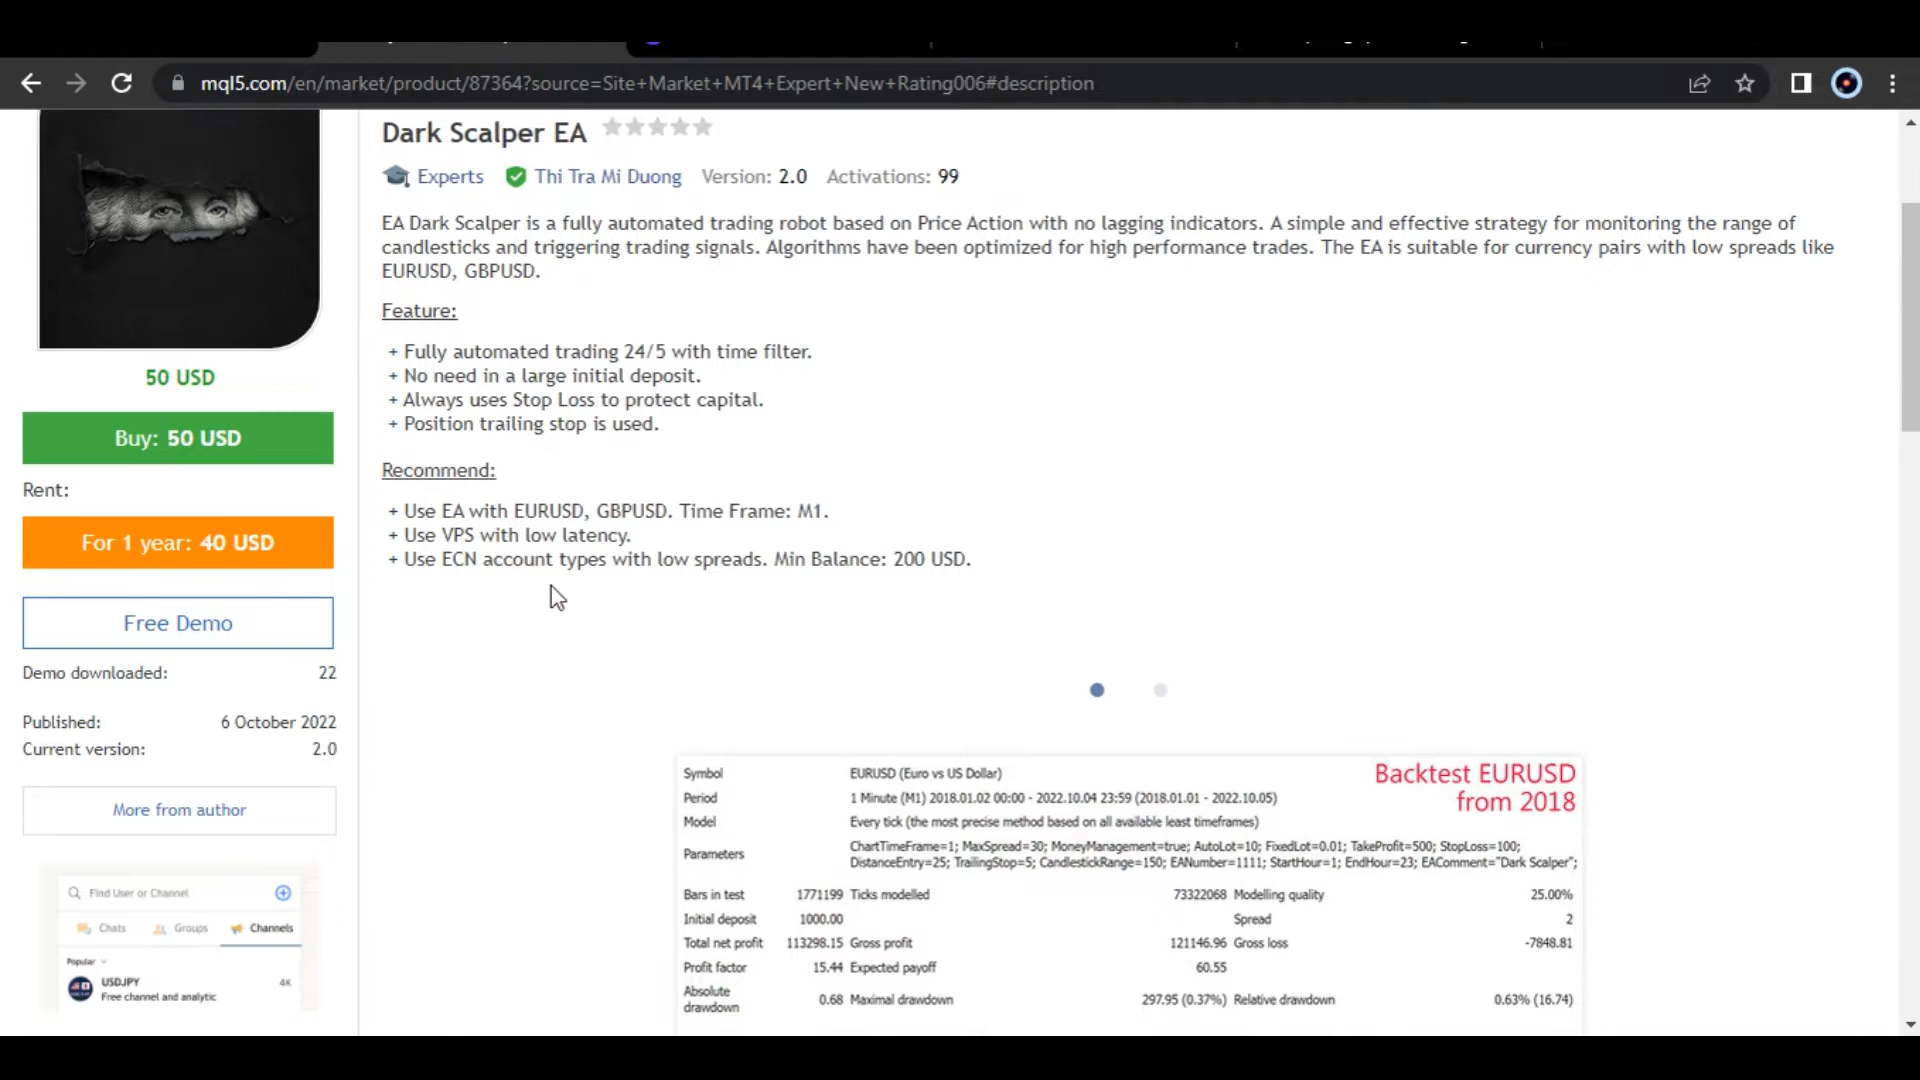 mql5.com/en/market/product/87364?source=Site+Market+MT4+Expert+New+Rating006#description
Dark Scalper EA
Experts Thi Tra Mi Duong Version: 2.0 Activations: 99
EA Dark Scalper is a fully automated trading robot based on Price Action with no lagging indicators. A simple and effective strategy for monitoring the range of
candlesticks and triggering trading signals. Algorithms have been optimized for high performance trades. The EA is suitable for currency pairs with low spreads like
EURUSD, GBPUSD.
Feature:
+ Fully automated trading 24/5 with time filter.
+ No need in a large initial deposit.
+ Always uses Stop Loss to protect capital.
+ Position trailing stop is used.
Recommend:
+ Use EA with EURUSD, GBPUSD. Time Frame: M1.
+ Use VPS with low latency.
+ Use ECN account types with low spreads. Min Balance: 200 USD.
50 USD
Buy: 50 USD
Rent:
For 1 year: 40 USD
Free Demo
Demo downloaded: 22
Published: 6 October 2022
Current version: 2.0
More from author
Find User or Channel
Chats Groups Channels
Popular
USDJPY 4K
Free channel and analytic
Backtest EURUSD
from 2018
Symbol EURUSD (Euro vs US Dollar)
Period 1 Minute (M1) 2018.01.02 00:00 - 2022.10.04 23:59 (2018.01.01 - 2022.10.05)
Model Every tick (the most precise method based on all available least timeframes)
Parameters ChartTimeFrame=1; MaxSpread=30; MoneyManagement=true; AutoLot=10; FixedLot=0.01; TakeProfit=500; StopLoss=100;
DistanceEntry=25; TrailingStop=5; CandlestickRange=150; EANumber=1111; StartHour=1; EndHour=23; EAComment="Dark Scalper";
Bars in test 1771199 Ticks modelled 73322068 Modelling quality 25.00%
Initial deposit 1000.00 Spread 2
Total net profit 113298.15 Gross profit 121146.96 Gross loss -7848.81
Profit factor 15.44 Expected payoff 60.55
Absolute
drawdown 0.68 Maximal drawdown 297.95 (0.37%) Relative drawdown 0.63% (16.74)